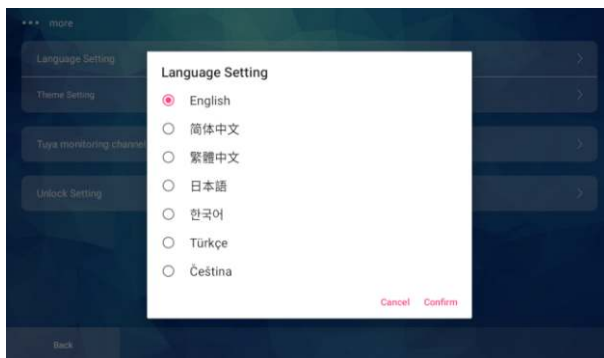 ••• more
Language Setting
Theme Setting
Tuya monitoring channel
Unlock Setting
Language Setting
English
简体中文
繁體中文
日本語
한국어
Türkçe
Čeština
Cancel Confirm
Back